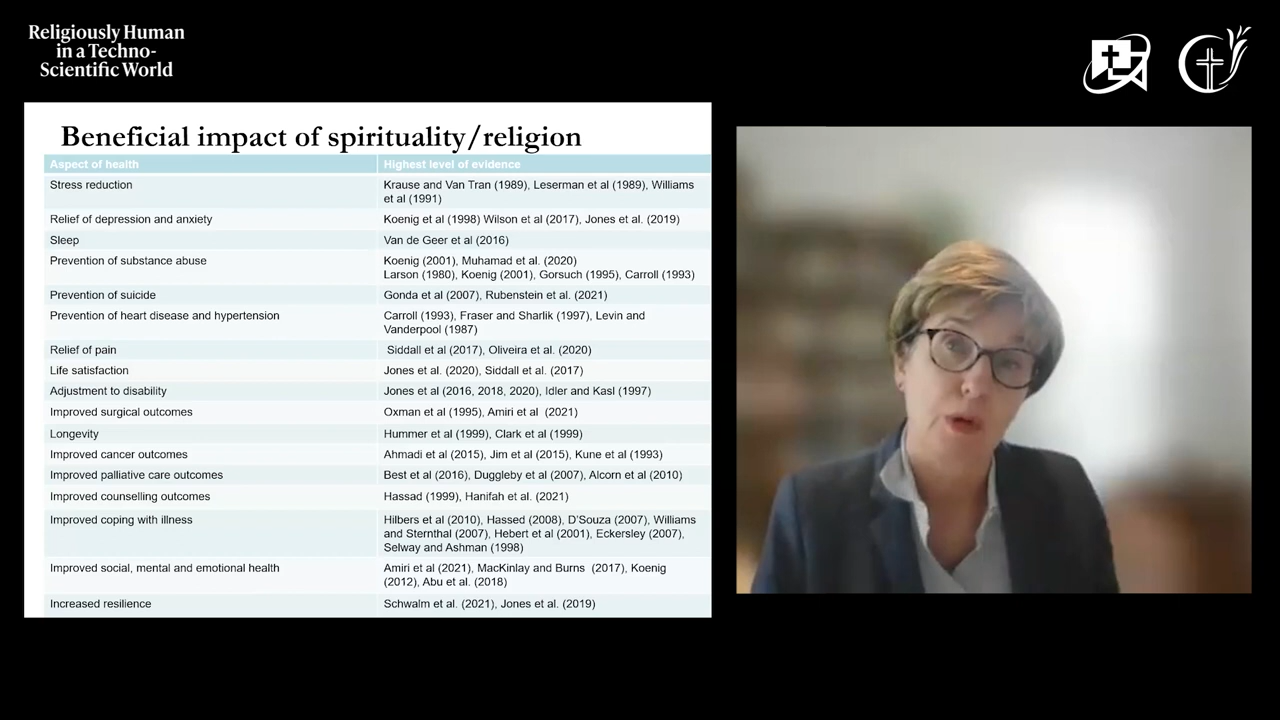 Religiously Human
in a Techno-
Scientific World
Beneficial impact of spirituality/religion
Aspect of health
Highest level of evidence
Stress reduction
Krause and Van Tran (1989), Leserman et al (1989), Williams
et al (1991)
Relief of depression and anxiety
Koenig et al (1998) Wilson et al (2017), Jones et al. (2019)
Sleep
Van de Geer et al (2016)
Prevention of substance abuse
Koenig (2001), Muhamad et al. (2020)
Larson (1980), Koenig (2001), Gorsuch (1995), Carroll (1993)
Prevention of suicide
Gonda et al (2007), Rubenstein et al. (2021)
Prevention of heart disease and hypertension
Carroll (1993), Fraser and Sharlik (1997), Levin and
Vanderpool (1987)
Relief of pain
Siddall et al (2017), Oliveira et al. (2020)
Life satisfaction
Jones et al. (2020), Siddall et al. (2017)
Adjustment to disability
Jones et al (2016, 2018, 2020), Idler and Kasl (1997)
Improved surgical outcomes
Oxman et al (1995), Amiri et al (2021)
Longevity
Hummer et al (1999), Clark et al (1999)
Improved cancer outcomes
Ahmadi et al (2015), Jim et al (2015), Kune et al (1993)
Improved palliative care outcomes
Best et al (2016), Duggleby et al (2007), Alcorn et al (2010)
Improved counselling outcomes
Hassad (1999), Hanifah et al. (2021)
Improved coping with illness
Hilbers et al (2010), Hassed (2008), D'Souza (2007), Williams
and Sternthal (2007), Hebert et al (2001), Eckersley (2007),
Selway and Ashman (1998)
Improved social, mental and emotional health
Amiri et al (2021), MacKinlay and Burns (2017), Koenig
(2012), Abu et al. (2018)
Increased resilience
Schwalm et al. (2021), Jones et al. (2019)